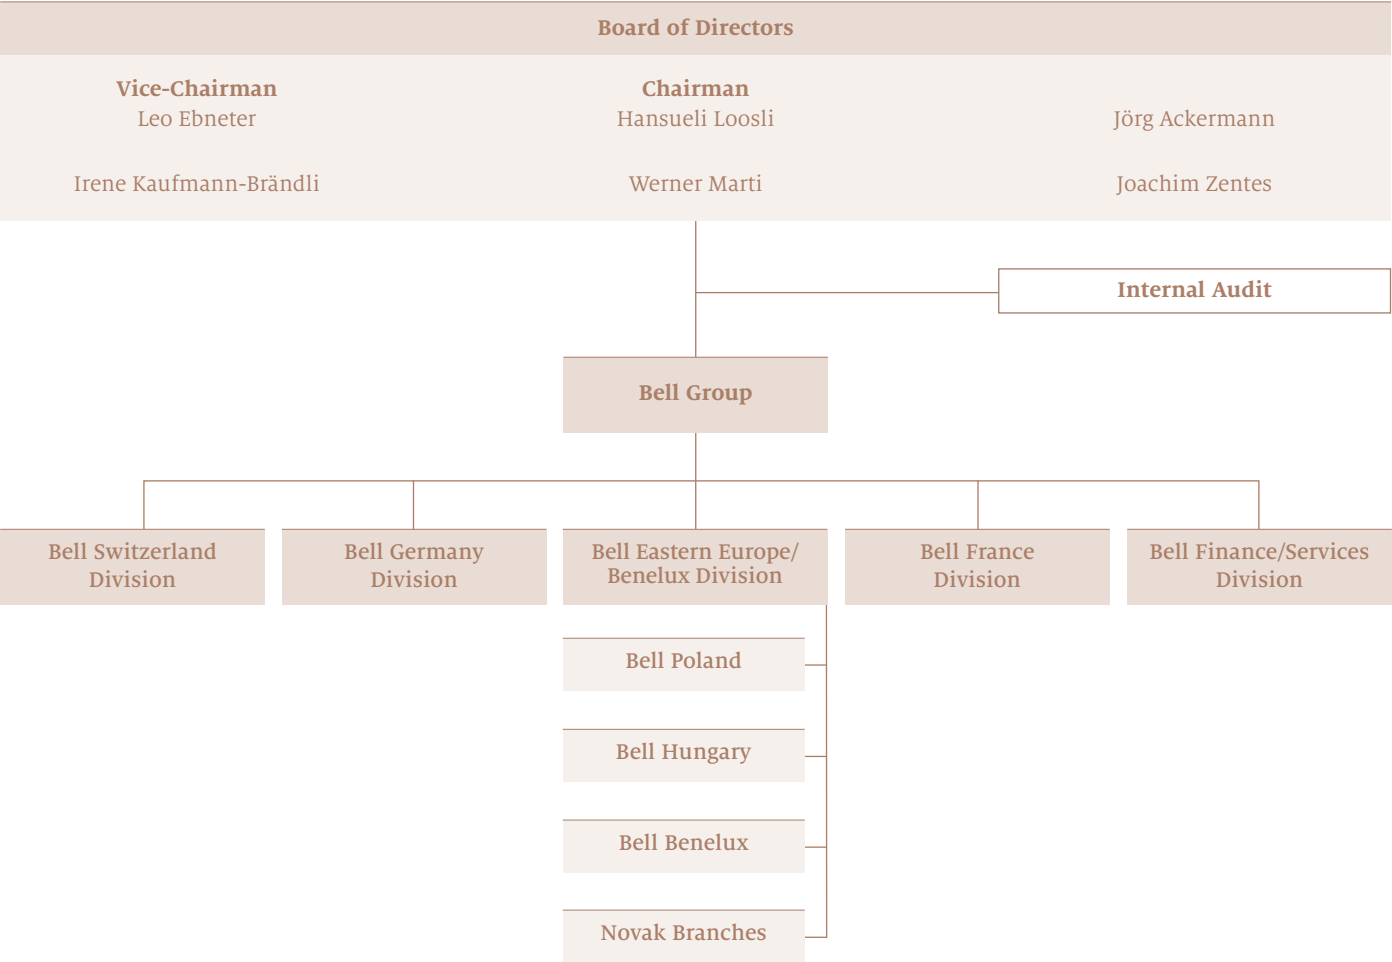 Board of Directors
Vice-Chairman
Leo Ebneter
Chairman
Hansueli Loosli
Jörg Ackermann
Irene Kaufmann-Brändli
Werner Marti
Joachim Zentes
Internal Audit
Bell Group
Bell Switzerland
Division
Bell Germany
Division
Bell Eastern Europe/
Benelux Division
Bell France
Division
Bell Finance/Services
Division
Bell Poland
Bell Hungary
Bell Benelux
Novak Branches